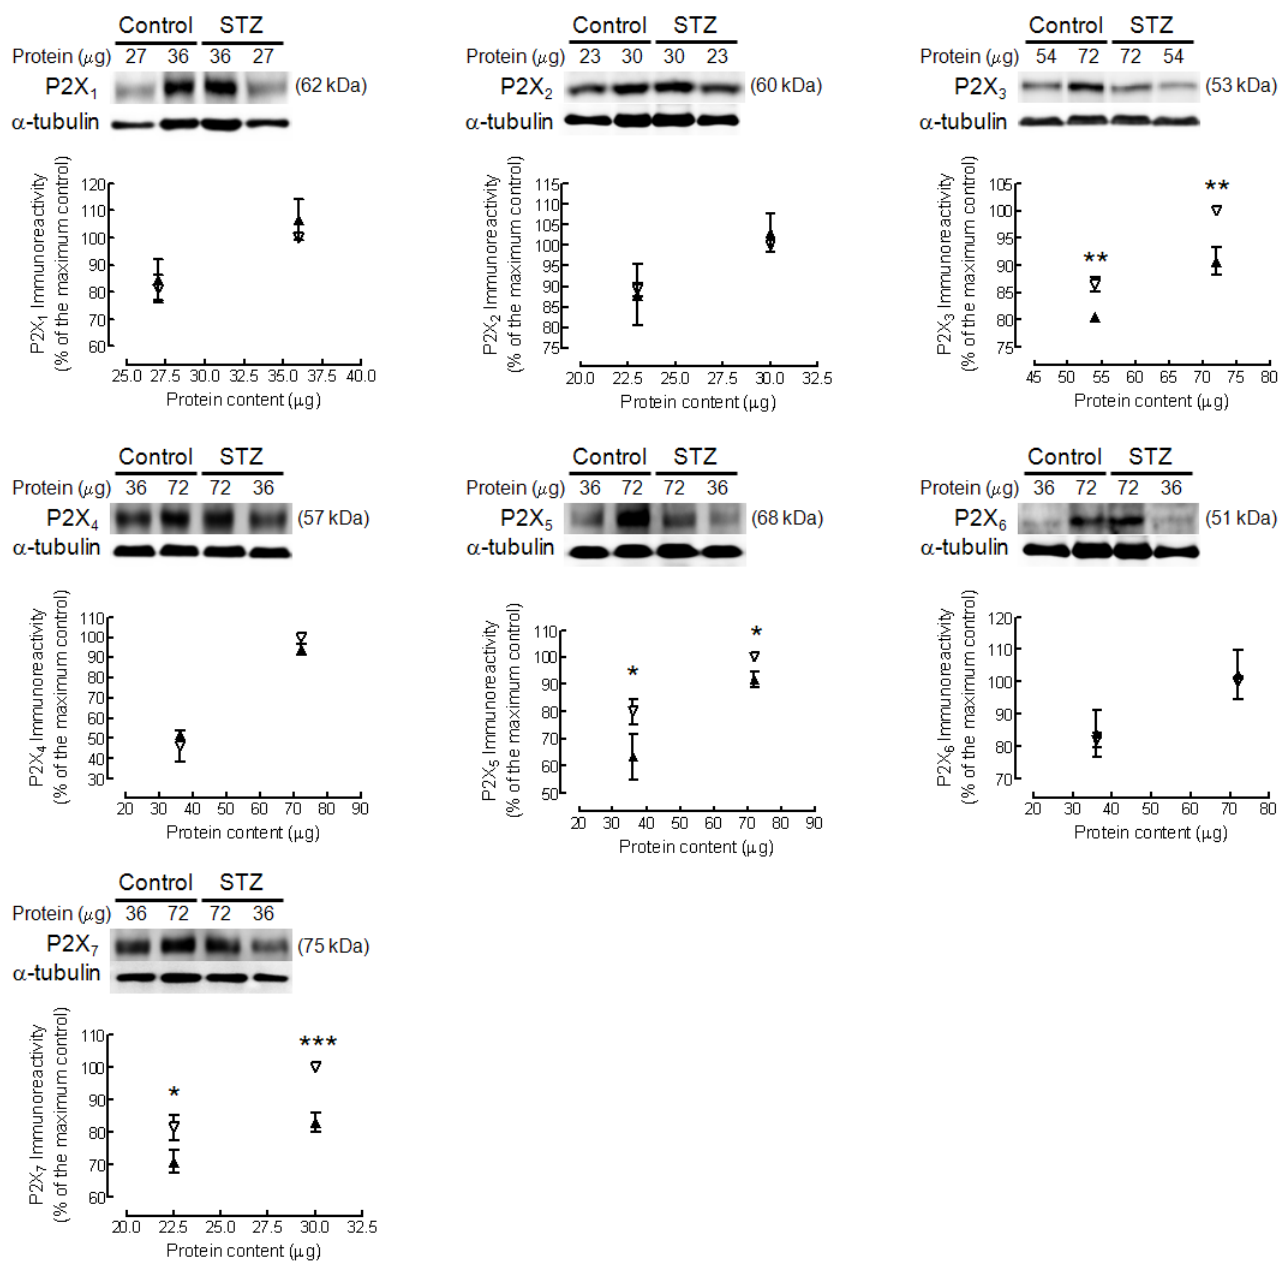 Control STZ
Protein (μg) 27 36 36 27
P2X1 (62 kDa)
α-tubulin
P2X1 Immunoreactivity
(% of the maximum control)
120
110
100
90
80
70
60
25.0 27.5 30.0 32.5 35.0 37.5 40.0
Protein content (μg)
Control STZ
Protein (μg) 23 30 30 23
P2X2 (60 kDa)
α-tubulin
P2X2 Immunoreactivity
(% of the maximum control)
115
110
105
100
95
90
85
80
75
20.0 22.5 25.0 27.5 30.0 32.5
Protein content (μg)
Control STZ
Protein (μg) 54 72 72 54
P2X3 (53 kDa)
α-tubulin
P2X3 Immunoreactivity
(% of the maximum control)
105
100
95
90
85
80
75
** **
45 50 55 60 65 70 75 80
Protein content (μg)
Control STZ
Protein (μg) 36 72 72 36
P2X4 (57 kDa)
α-tubulin
P2X4 Immunoreactivity
(% of the maximum control)
110
100
90
80
70
60
50
40
30
20 30 40 50 60 70 80 90
Protein content (μg)
Control STZ
Protein (μg) 36 72 72 36
P2X5 (68 kDa)
α-tubulin
P2X5 Immunoreactivity
(% of the maximum control)
110
100
90
80
70
60
50
* *
20 30 40 50 60 70 80 90
Protein content (μg)
Control STZ
Protein (μg) 36 72 72 36
P2X6 (51 kDa)
α-tubulin
P2X6 Immunoreactivity
(% of the maximum control)
120
110
100
90
80
70
20 30 40 50 60 70 80
Protein content (μg)
Control STZ
Protein (μg) 36 72 72 36
P2X7 (75 kDa)
α-tubulin
P2X7 Immunoreactivity
(% of the maximum control)
110
100
90
80
70
60
* ***
20.0 22.5 25.0 27.5 30.0 32.5
Protein content (μg)